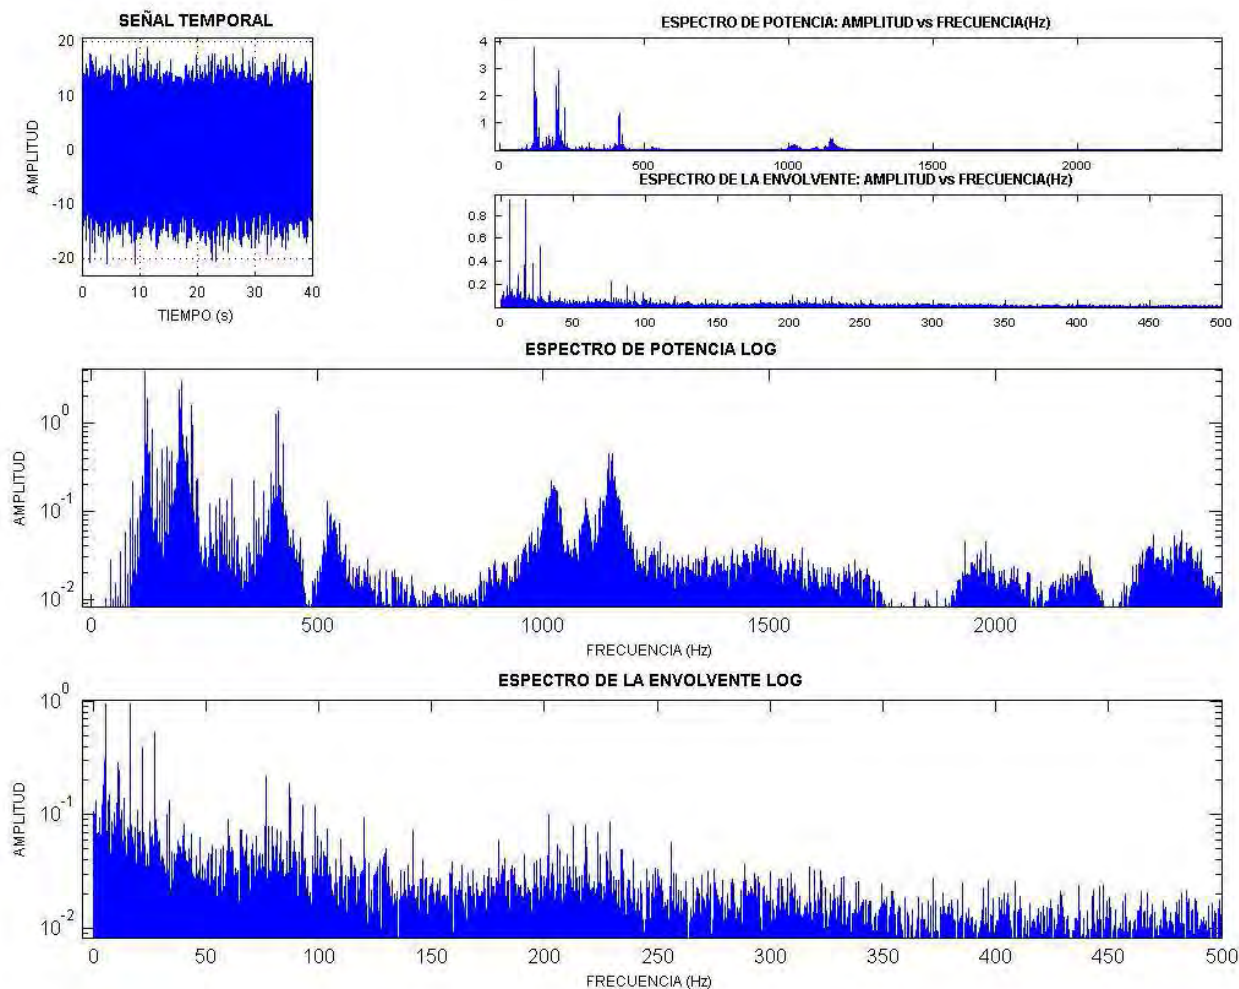 SEÑAL TEMPORAL
20
10
0
-10
-20
AMPLITUD
0 10 20 30 40
TIEMPO (s)
ESPECTRO DE POTENCIA: AMPLITUD vs FRECUENCIA(Hz)
4
3
2
1
0 500 1000 1500 2000
ESPECTRO DE LA ENVOLVENTE: AMPLITUD vs FRECUENCIA(Hz)
0.8
0.6
0.4
0.2
0 50 100 150 200 250 300 350 400 450 500
ESPECTRO DE POTENCIA LOG
10^0
10^-1
10^-2
AMPLITUD
0 500 1000 1500 2000
FRECUENCIA (Hz)
ESPECTRO DE LA ENVOLVENTE LOG
10^0
10^-1
10^-2
AMPLITUD
0 50 100 150 200 250 300 350 400 450 500
FRECUENCIA (Hz)